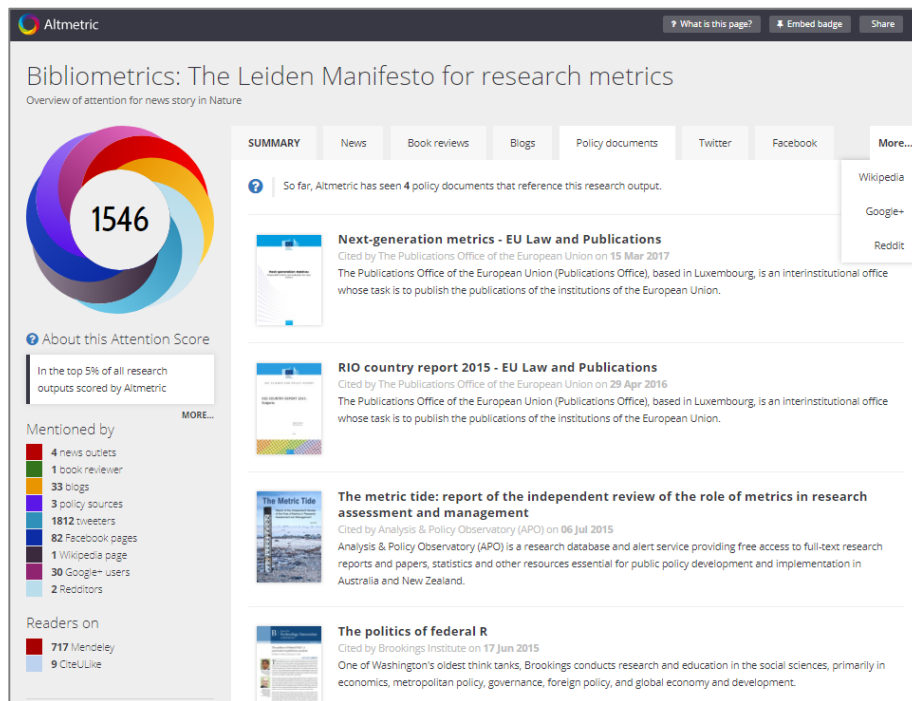 Altmetric
? What is this page?
Embed badge
Share
Bibliometrics: The Leiden Manifesto for research metrics
Overview of attention for news story in Nature
1546
? About this Attention Score
In the top 5% of all research
outputs scored by Altmetric
MORE...
Mentioned by
4 news outlets
1 book reviewer
33 blogs
3 policy sources
1812 tweeters
82 Facebook pages
1 Wikipedia page
30 Google+ users
2 Redditors
Readers on
717 Mendeley
9 CiteULike
SUMMARY
News
Book reviews
Blogs
Policy documents
Twitter
Facebook
More...
Wikipedia
Google+
Reddit
? So far, Altmetric has seen 4 policy documents that reference this research output.
Next-generation metrics
Next-generation metrics - EU Law and Publications
Cited by The Publications Office of the European Union on 15 Mar 2017
The Publications Office of the European Union (Publications Office), based in Luxembourg, is an interinstitutional office
whose task is to publish the publications of the institutions of the European Union.
RIO country report 2015 - EU Law and Publications
Cited by The Publications Office of the European Union on 29 Apr 2016
The Publications Office of the European Union (Publications Office), based in Luxembourg, is an interinstitutional office
whose task is to publish the publications of the institutions of the European Union.
The Metric Tide
The metric tide: report of the independent review of the role of metrics in research
assessment and management
Cited by Analysis & Policy Observatory (APO) on 06 Jul 2015
Analysis & Policy Observatory (APO) is a research database and alert service providing free access to full-text research
reports and papers, statistics and other resources essential for public policy development and implementation in
Australia and New Zealand.
The politics of federal R
Cited by Brookings Institute on 17 Jun 2015
One of Washington's oldest think tanks, Brookings conducts research and education in the social sciences, primarily in
economics, metropolitan policy, governance, foreign policy, and global economy and development.